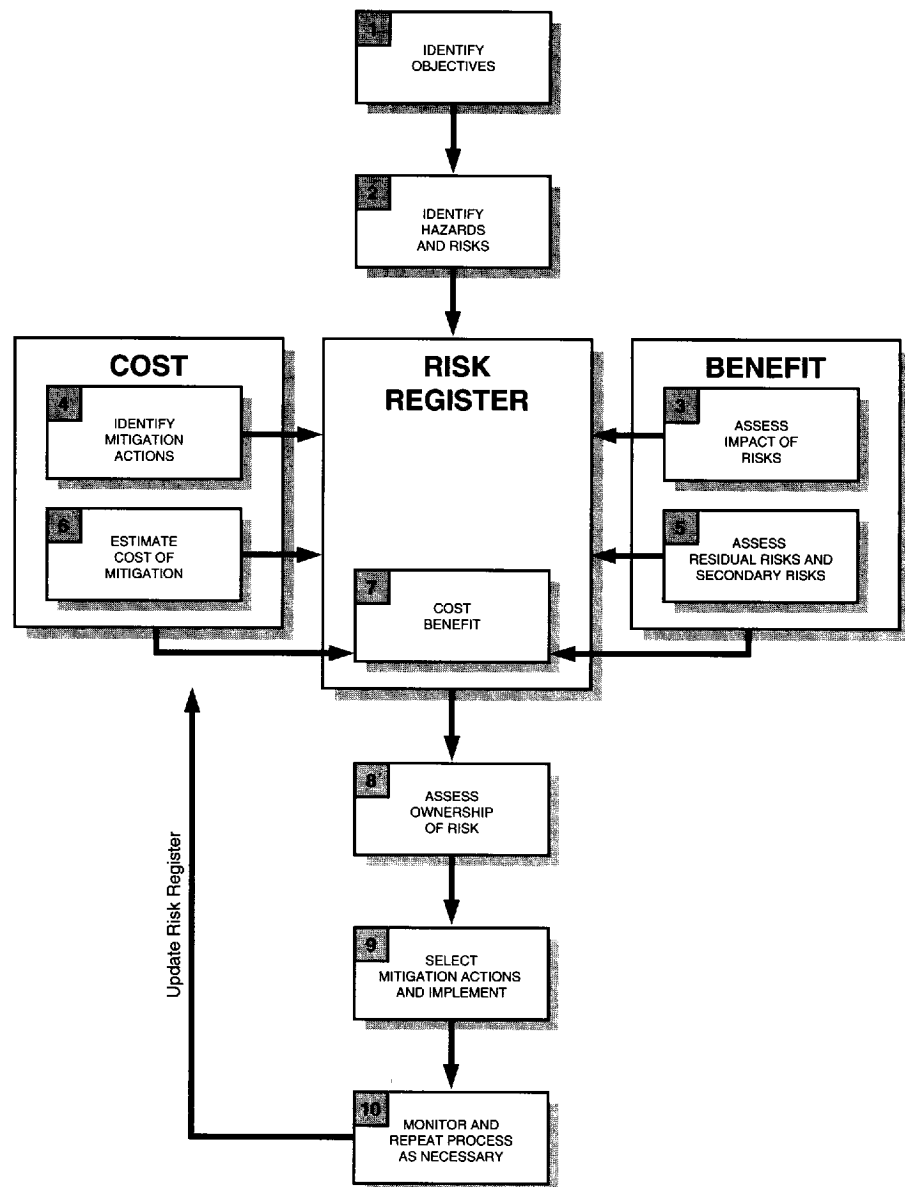 1
IDENTIFY
OBJECTIVES
2
IDENTIFY
HAZARDS
AND RISKS
COST
4
IDENTIFY
MITIGATION
ACTIONS
6
ESTIMATE
COST OF
MITIGATION
RISK
REGISTER
7
COST
BENEFIT
BENEFIT
3
ASSESS
IMPACT OF
RISKS
5
ASSESS
RESIDUAL RISKS AND
SECONDARY RISKS
8
ASSESS
OWNERSHIP
OF RISK
9
SELECT
MITIGATION ACTIONS
AND IMPLEMENT
10
MONITOR AND
REPEAT PROCESS
AS NECESSARY
Update Risk Register